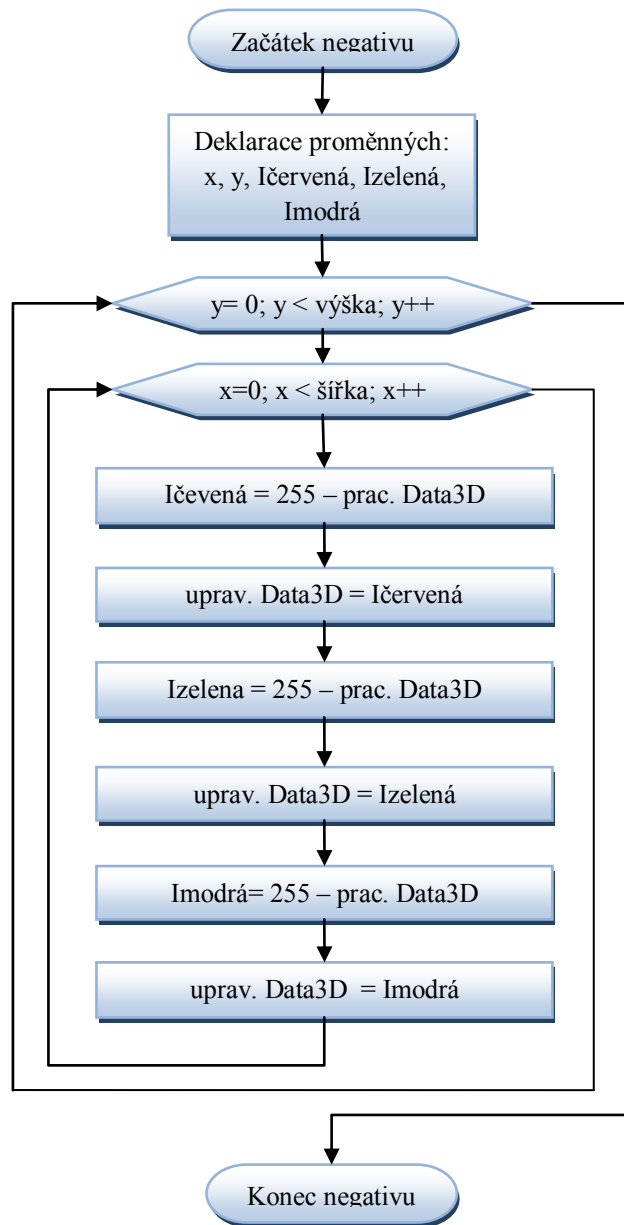 Začátek negativu
Deklarace proměnných:
x, y, Ičervená, Izelená,
Imodrá
y= 0; y < výška; y++
x=0; x < šířka; x++
Ičevená = 255 – prac. Data3D
uprav. Data3D = Ičervená
Izelena = 255 – prac. Data3D
uprav. Data3D = Izelená
Imodrá= 255 – prac. Data3D
uprav. Data3D = Imodrá
Konec negativu